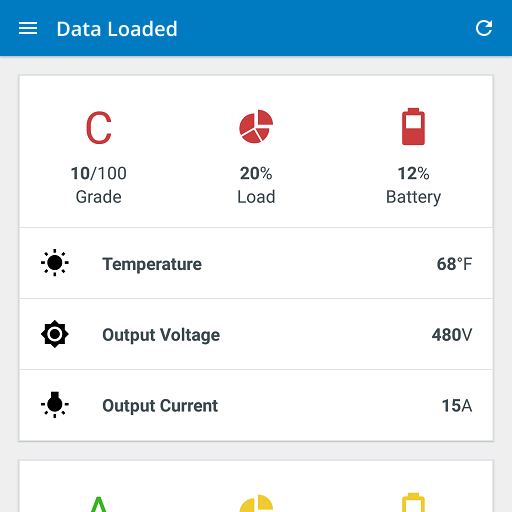 Data Loaded
C
10/100 20% 12%
Grade Load Battery
Temperature 68°F
Output Voltage 480V
Output Current 15A
A